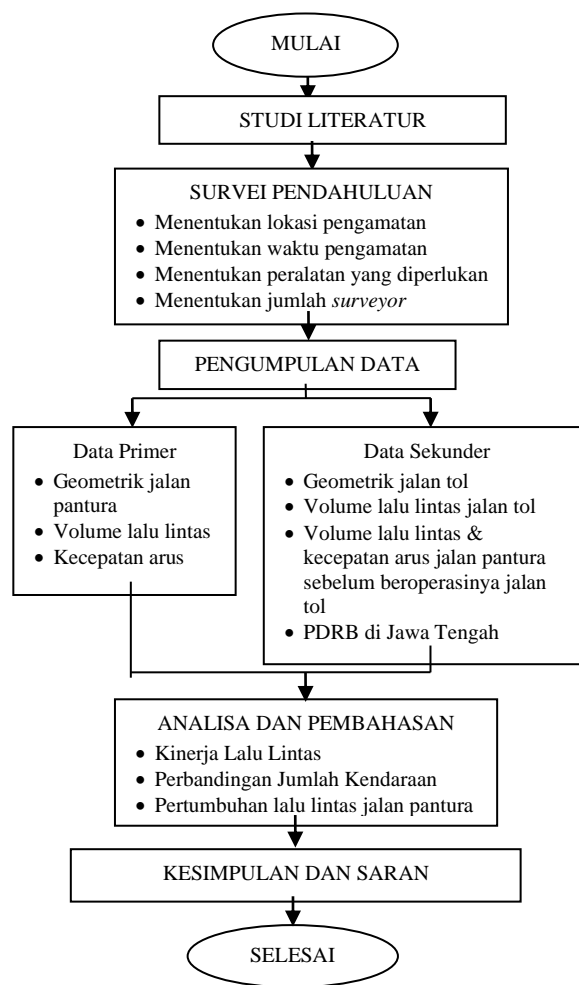 MULAI
STUDI LITERATUR
SURVEI PENDAHULUAN
• Menentukan lokasi pengamatan
• Menentukan waktu pengamatan
• Menentukan peralatan yang diperlukan
• Menentukan jumlah surveyor
PENGUMPULAN DATA
Data Primer
• Geometrik jalan
pantura
• Volume lalu lintas
• Kecepatan arus
Data Sekunder
• Geometrik jalan tol
• Volume lalu lintas jalan tol
• Volume lalu lintas &
kecepatan arus jalan pantura
sebelum beroperasinya jalan
tol
• PDRB di Jawa Tengah
ANALISA DAN PEMBAHASAN
• Kinerja Lalu Lintas
• Perbandingan Jumlah Kendaraan
• Pertumbuhan lalu lintas jalan pantura
KESIMPULAN DAN SARAN
SELESAI